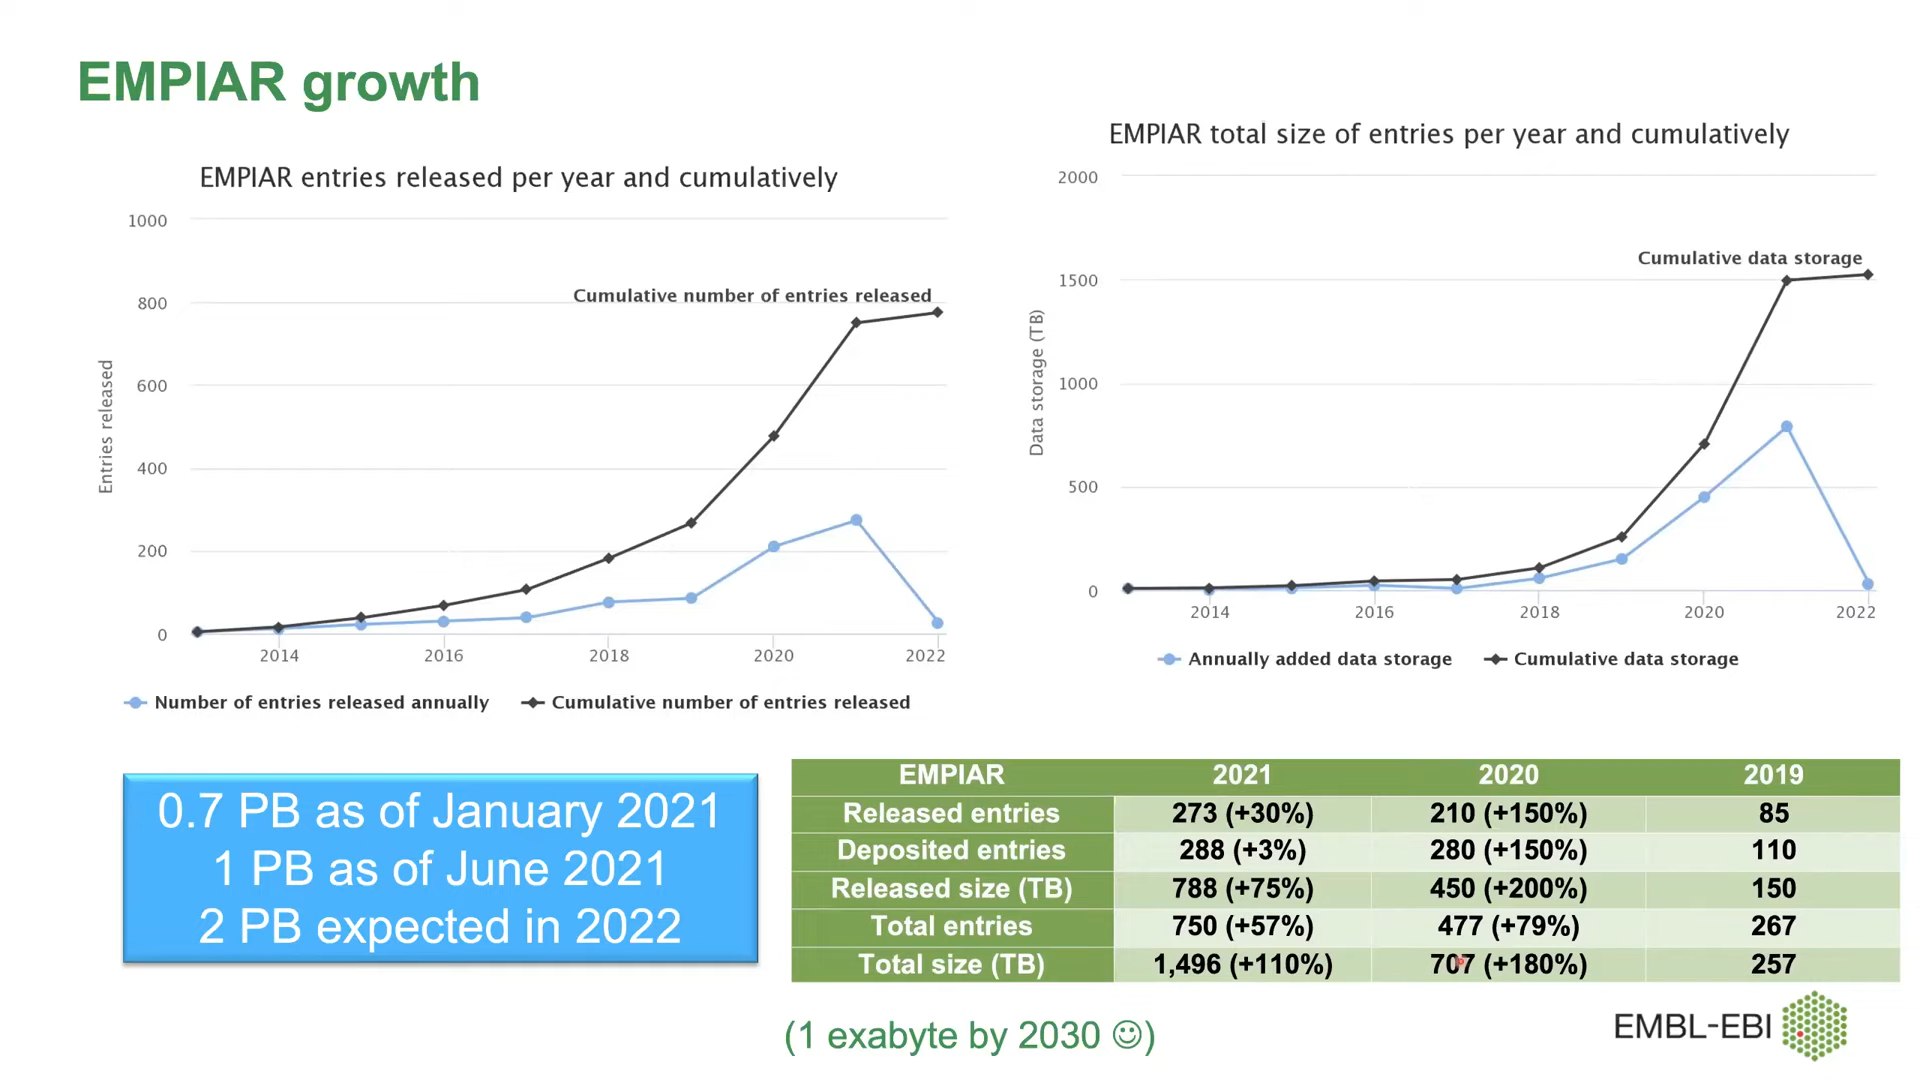 EMPIAR growth
EMPIAR entries released per year and cumulatively
1000
800
600
400
200
0
Entries released
Cumulative number of entries released
2014 2016 2018 2020 2022
Number of entries released annually Cumulative number of entries released
EMPIAR total size of entries per year and cumulatively
2000
1500
1000
500
0
Data storage (TB)
Cumulative data storage
2014 2016 2018 2020 2022
Annually added data storage Cumulative data storage
0.7 PB as of January 2021
1 PB as of June 2021
2 PB expected in 2022
EMPIAR 2021 2020 2019
Released entries 273 (+30%) 210 (+150%) 85
Deposited entries 288 (+3%) 280 (+150%) 110
Released size (TB) 788 (+75%) 450 (+200%) 150
Total entries 750 (+57%) 477 (+79%) 267
Total size (TB) 1,496 (+110%) 707 (+180%) 257
(1 exabyte by 2030 ☺)
EMBL-EBI